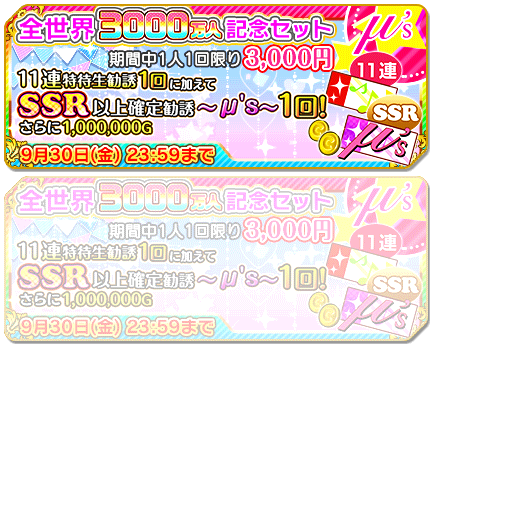 全世界3000万人記念セット
μ's
期間中1人1回限り3,000円
11連
11連特待生勧誘1回に加えて
SSR以上確定勧誘~μ's~1回!
SSR
さらに1,000,000G
μ's
9月30日(金) 23:59まで
全世界3000万人記念セット
μ's
期間中1人1回限り3,000円
11連
11連特待生勧誘1回に加えて
SSR以上確定勧誘~μ's~1回!
SSR
さらに1,000,000G
μ's
9月30日(金) 23:59まで